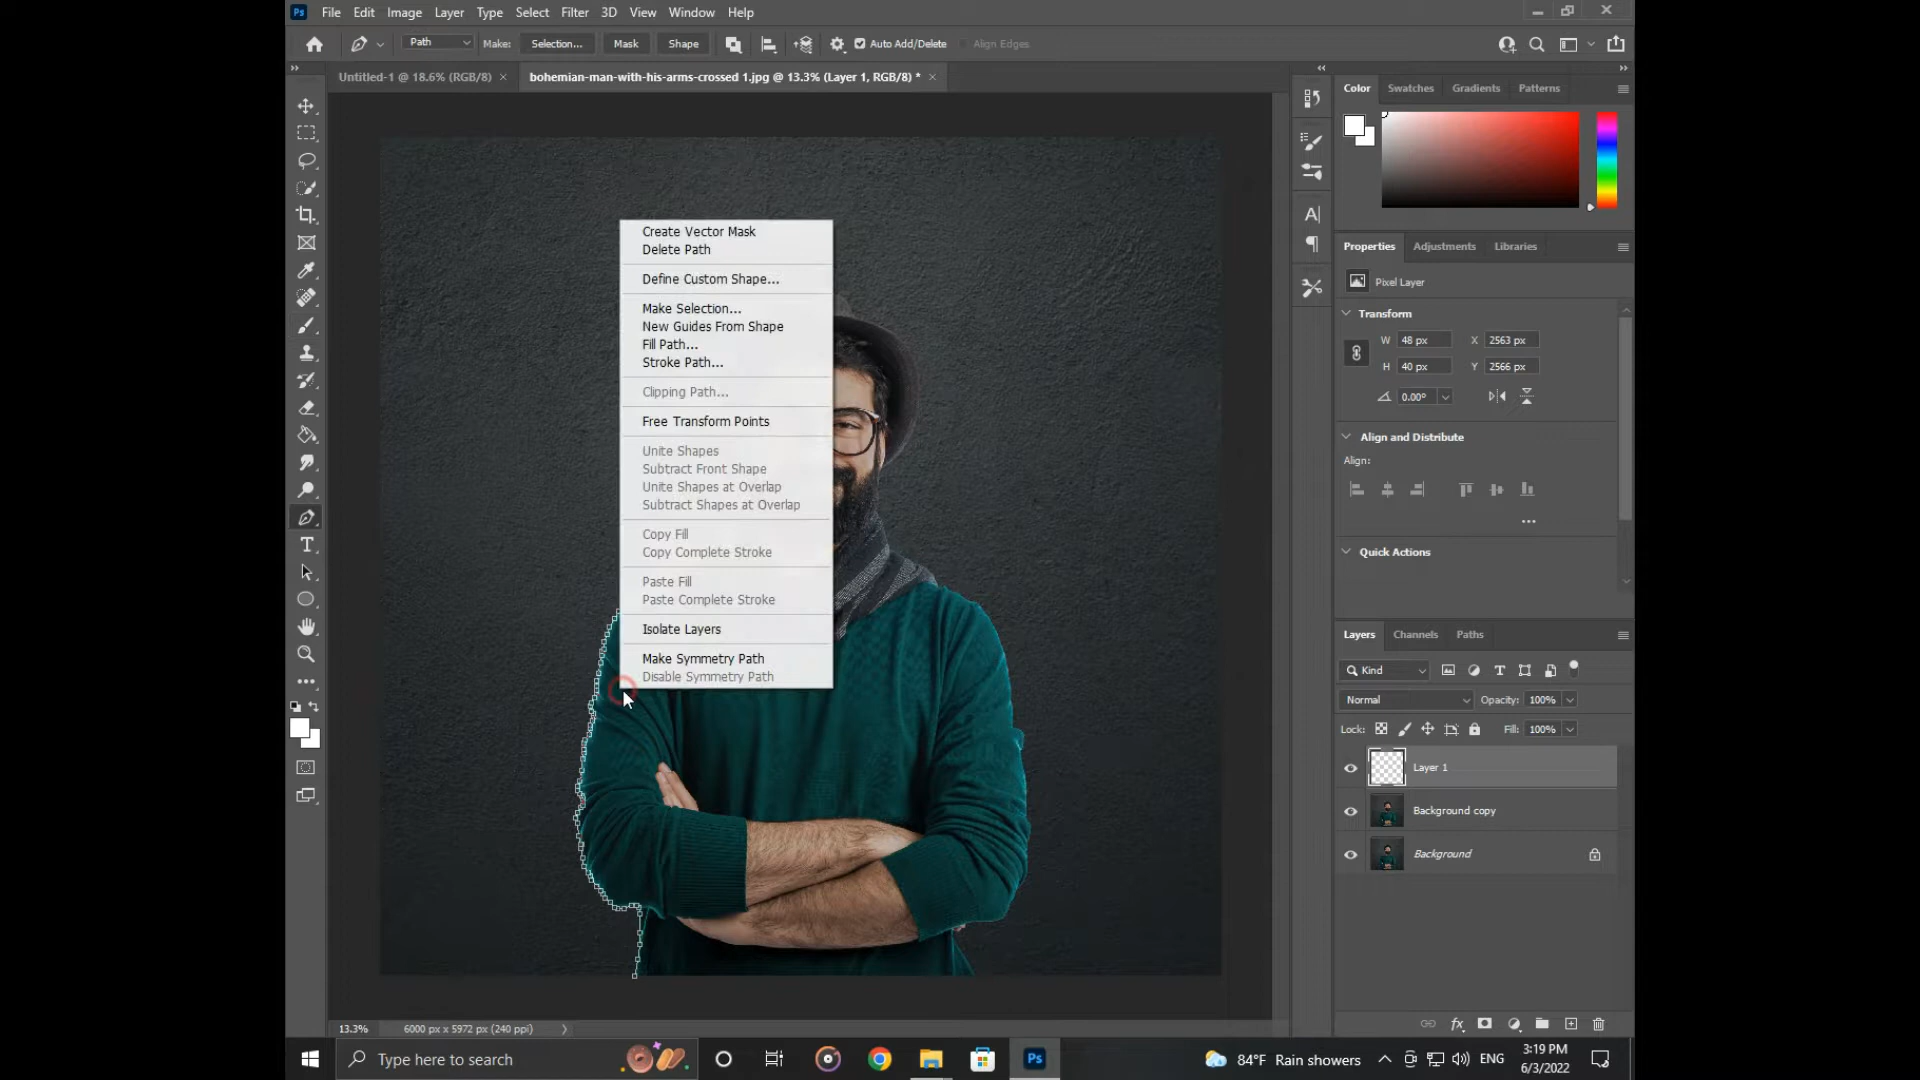 Ps File Edit Image Layer Type Select Filter 3D View Window Help
Path Make: Selection... Mask Shape Auto Add/Delete Align Edges
Untitled-1 @ 18.6% (RGB/8) × bohemian-man-with-his-arms-crossed 1.jpg @ 13.3% (Layer 1, RGB/8) * ×
Color Swatches Gradients Patterns
Create Vector Mask
Delete Path
Define Custom Shape...
Make Selection...
New Guides From Shape
Fill Path...
Stroke Path...
Clipping Path...
Free Transform Points
Unite Shapes
Subtract Front Shape
Unite Shapes at Overlap
Subtract Shapes at Overlap
Copy Fill
Copy Complete Stroke
Paste Fill
Paste Complete Stroke
Isolate Layers
Make Symmetry Path
Disable Symmetry Path
Properties Adjustments Libraries
Pixel Layer
Transform
W 48 px X 2563 px
H 40 px Y 2566 px
0.00°
Align and Distribute
Align:
Quick Actions
Layers Channels Paths
Kind
Normal Opacity: 100%
Lock: Fill: 100%
Layer 1
Background copy
Background
13.3% 6000 px x 5972 px (240 ppi)
Type here to search Ps 84°F Rain showers ENG 3:19 PM
6/3/2022